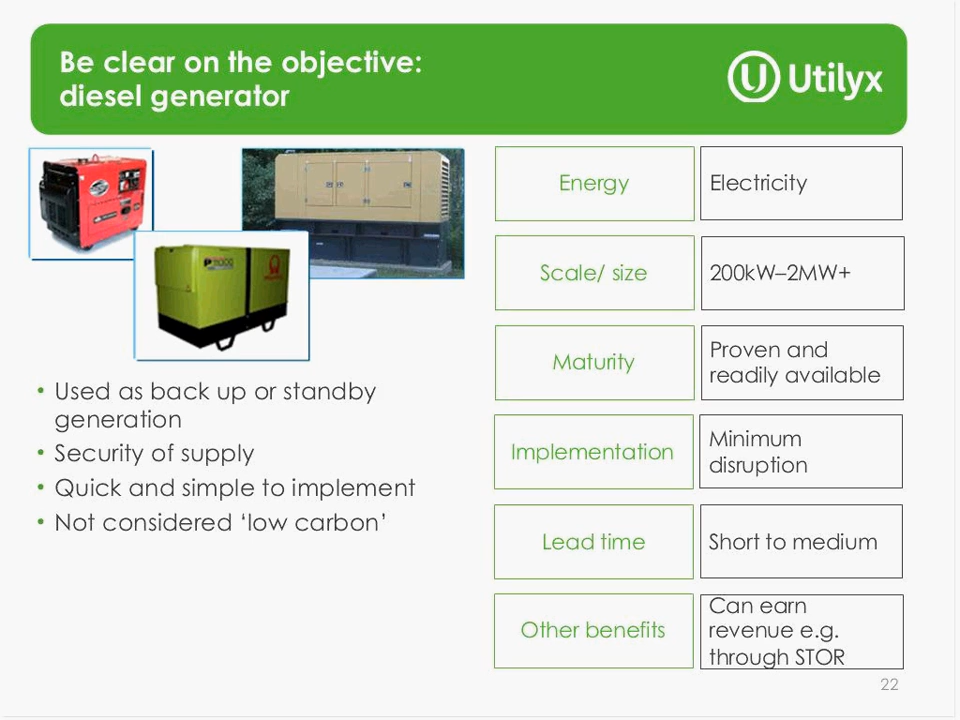 Be clear on the objective:
diesel generator
Utilyx
• Used as back up or standby
generation
• Security of supply
• Quick and simple to implement
• Not considered ‘low carbon’
Energy
Electricity
Scale/ size
200kW–2MW+
Maturity
Proven and
readily available
Implementation
Minimum
disruption
Lead time
Short to medium
Other benefits
Can earn
revenue e.g.
through STOR
22